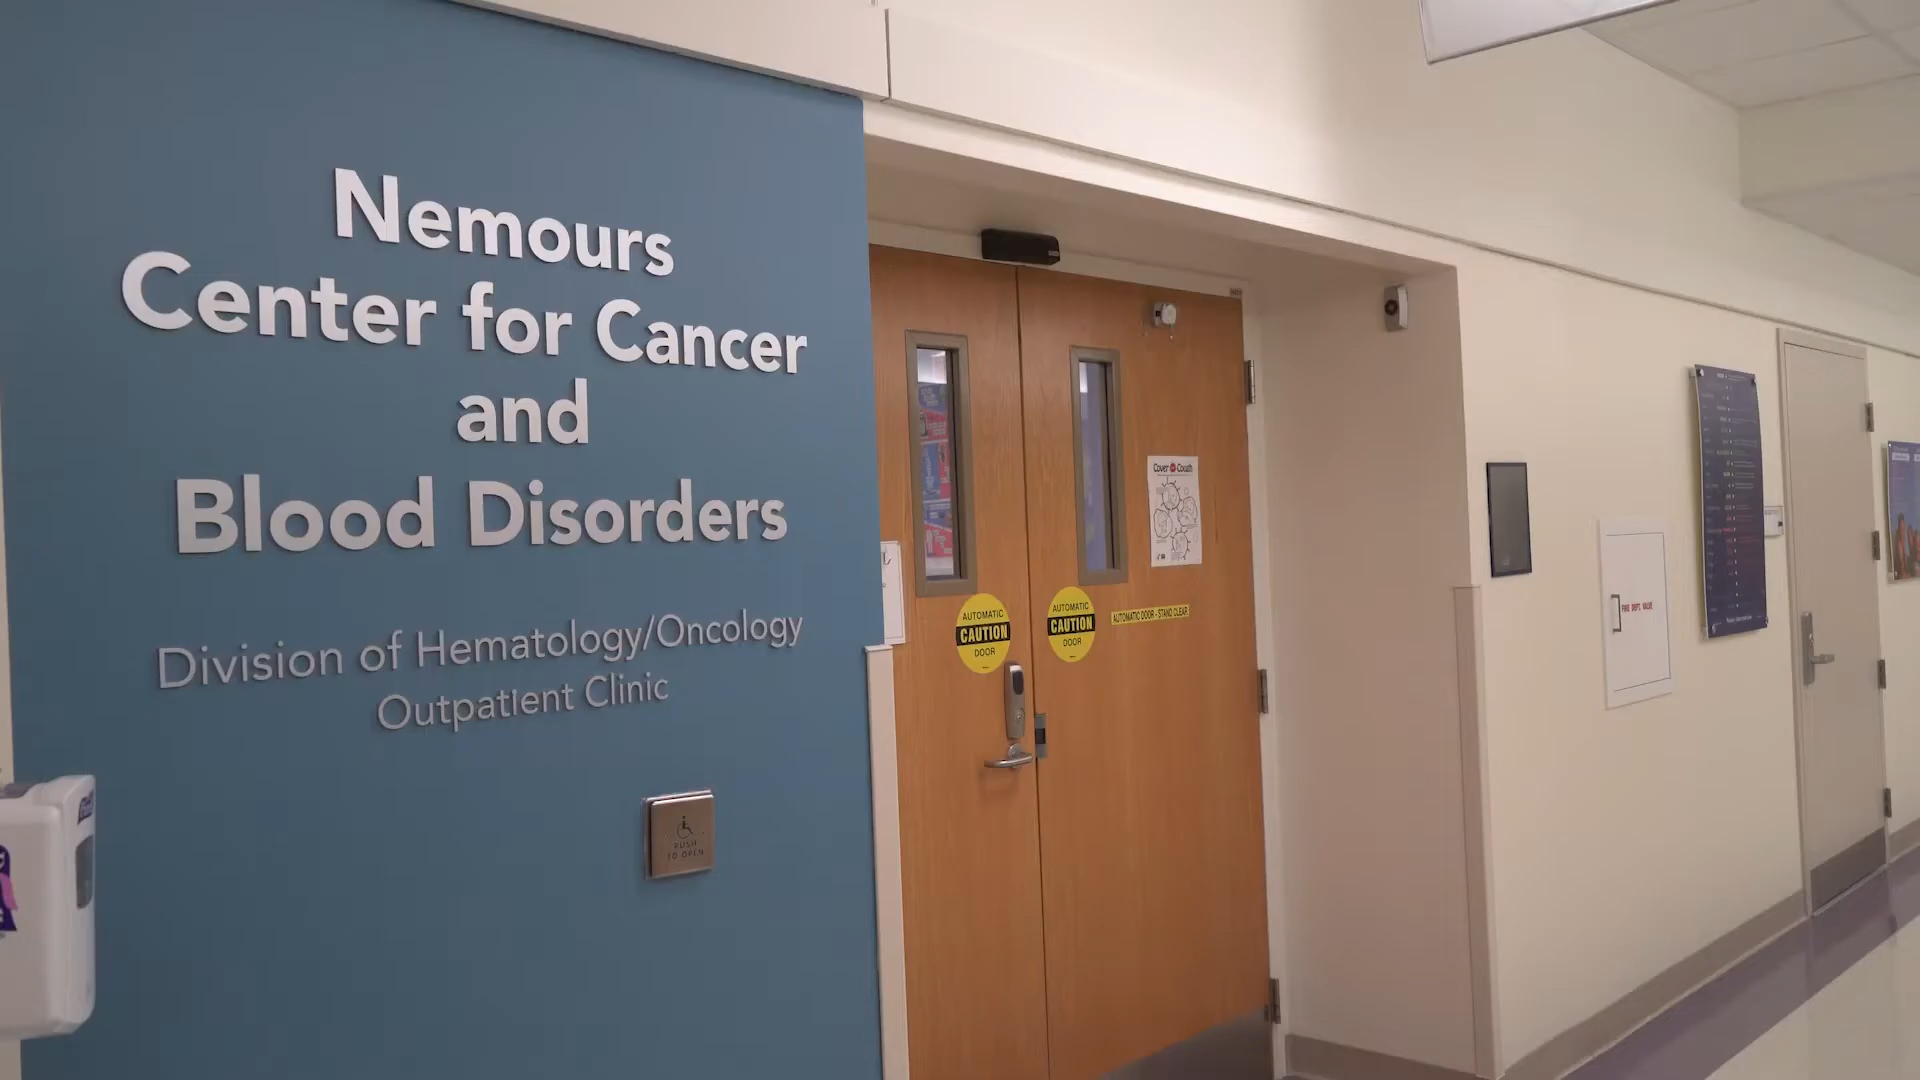 Nemours
Center for Cancer
and
Blood Disorders
Division of Hematology/Oncology
Outpatient Clinic
PUSH
TO OPEN
AUTOMATIC
CAUTION
DOOR
AUTOMATIC
CAUTION
DOOR
AUTOMATIC DOOR - STAND CLEAR
Cover Cough
FIRE DEPT. VALVE